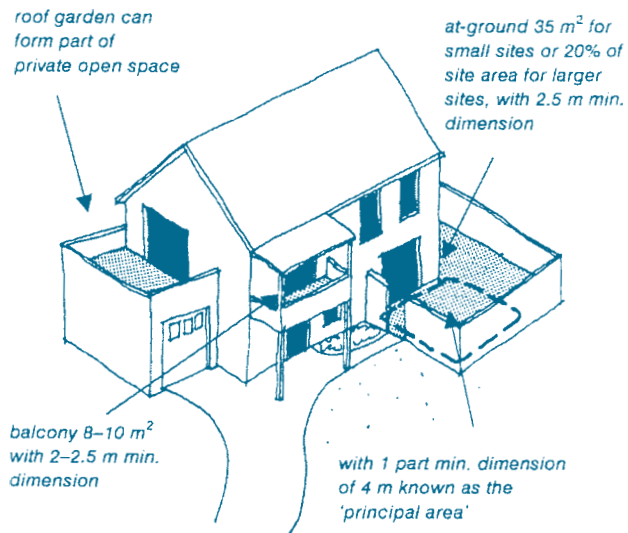 roof garden can
form part of
private open space
at-ground 35 m² for
small sites or 20% of
site area for larger
sites, with 2.5 m min.
dimension
balcony 8–10 m²
with 2–2.5 m min.
dimension
with 1 part min. dimension
of 4 m known as the
‘principal area’